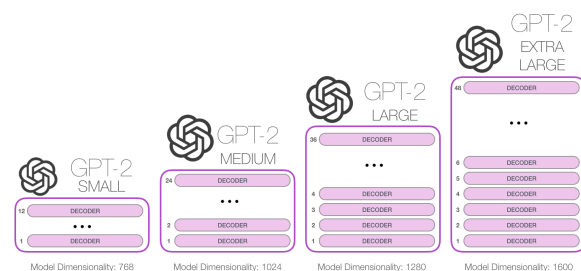 GPT-2
SMALL
12 DECODER
...
1 DECODER
Model Dimensionality: 768
GPT-2
MEDIUM
24 DECODER
...
2 DECODER
1 DECODER
Model Dimensionality: 1024
GPT-2
LARGE
36 DECODER
...
4 DECODER
3 DECODER
2 DECODER
1 DECODER
Model Dimensionality: 1280
GPT-2
EXTRA
LARGE
48 DECODER
...
6 DECODER
5 DECODER
4 DECODER
3 DECODER
2 DECODER
1 DECODER
Model Dimensionality: 1600